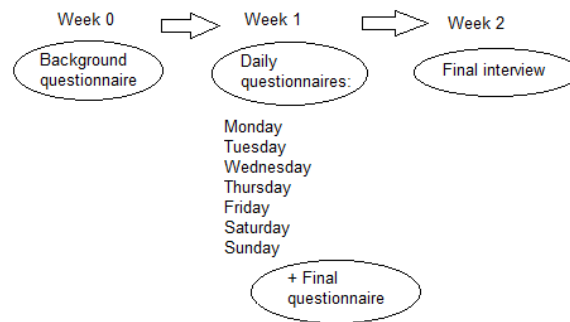 Week 0
Week 1
Week 2
Background
questionnaire
Daily
questionnaires:
Final interview
Monday
Tuesday
Wednesday
Thursday
Friday
Saturday
Sunday
+ Final
questionnaire